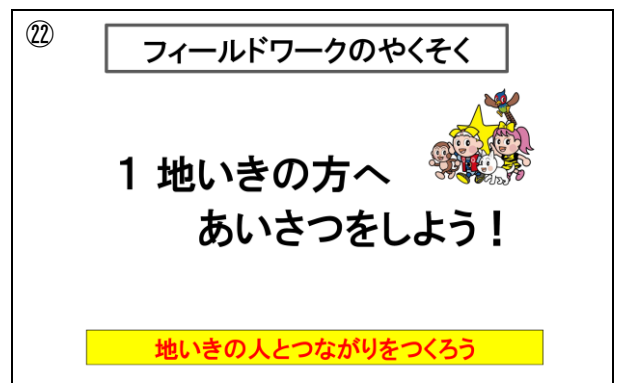 ㉒
フィールドワークのやくそく
1 地いきの方へ
あいさつをしよう！
地いきの人とつながりをつくろう